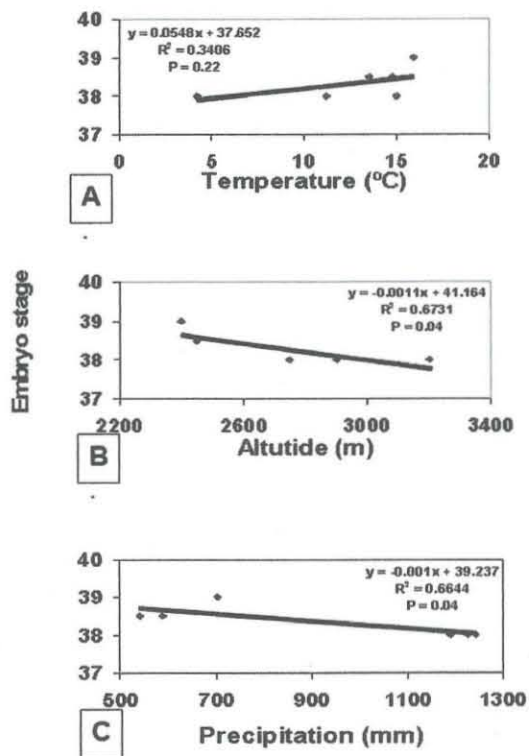 y = 0.0548x + 37.652
R² = 0.3406
P = 0.22
40
39
38
37
0 5 10 15 20
Temperature (ºC)
A
Embryo stage
y = -0.0011x + 41.164
R² = 0.6731
P = 0.04
40
39
38
37
2200 2600 3000 3400
Altutide (m)
B
y = -0.001x + 39.237
R² = 0.6644
P = 0.04
40
39
38
37
500 700 900 1100 1300
Precipitation (mm)
C